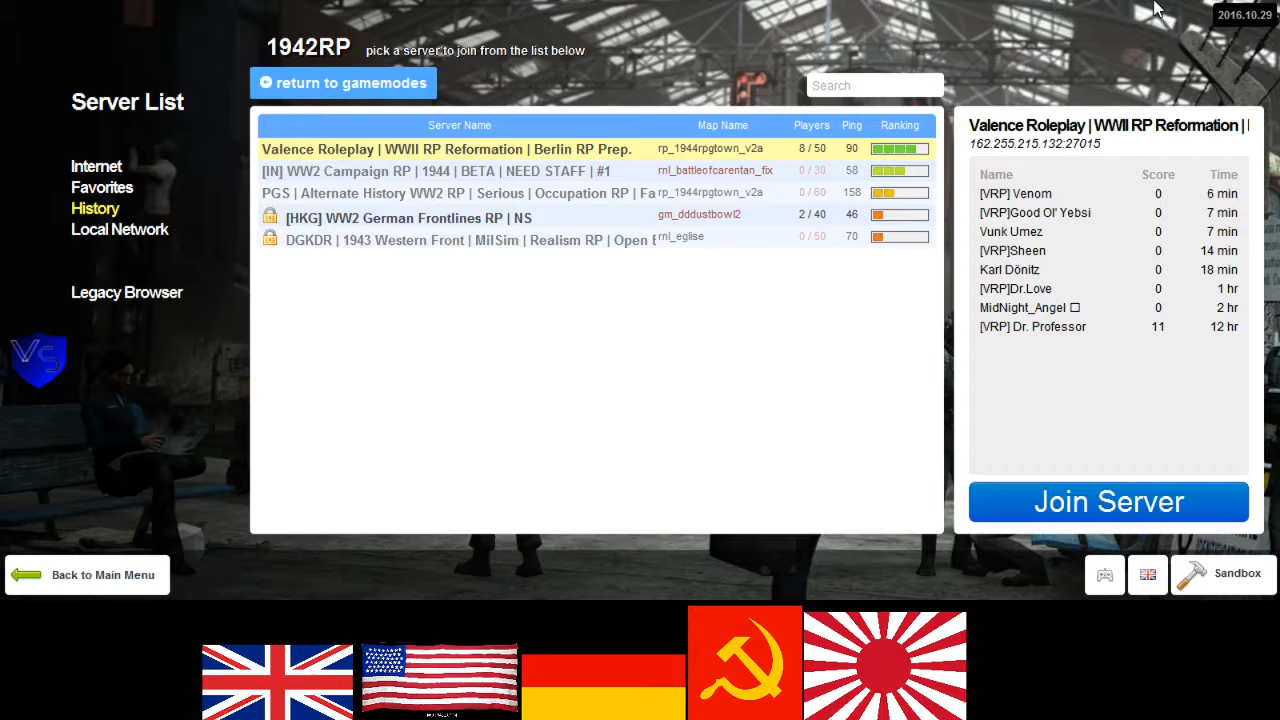 2016.10.29
1942RP pick a server to join from the list below
return to gamemodes
Search
Server List
Internet
Favorites
History
Local Network
Legacy Browser
VS
Server Name Map Name Players Ping Ranking
Valence Roleplay | WWII RP Reformation | Berlin RP Prep. rp_1944rpgtown_v2a 8 / 50 90
[IN] WW2 Campaign RP | 1944 | BETA | NEED STAFF | #1 rnl_battleofcarentan_fix 0 / 30 58
PGS | Alternate History WW2 RP | Serious | Occupation RP | Fa rp_1944rpgtown_v2a 0 / 60 158
[HKG] WW2 German Frontlines RP | NS gm_dddustbowl2 2 / 40 46
DGKDR | 1943 Western Front | MilSim | Realism RP | Open E rnl_eglise 0 / 50 70
Valence Roleplay | WWII RP Reformation |
162.255.215.132:27015
Name Score Time
[VRP] Venom 0 6 min
[VRP]Good Ol' Yebsi 0 7 min
Vunk Umez 0 7 min
[VRP]Sheen 0 14 min
Karl Dönitz 0 18 min
[VRP]Dr.Love 0 1 hr
MidNight_Angel ☐ 0 2 hr
[VRP] Dr. Professor 11 12 hr
Join Server
Back to Main Menu
Sandbox